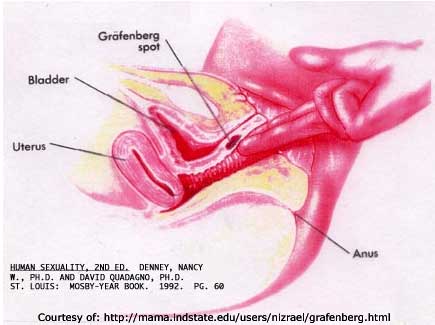 Gräfenberg
spot
Bladder
Uterus
Anus
HUMAN SEXUALITY, 2ND ED. DENNEY, NANCY
W., PH.D. AND DAVID QUADAGNO, PH.D.
ST. LOUIS: MOSBY-YEAR BOOK. 1992. PG. 60
Courtesy of: http://mama.indstate.edu/users/nizrael/grafenberg.html